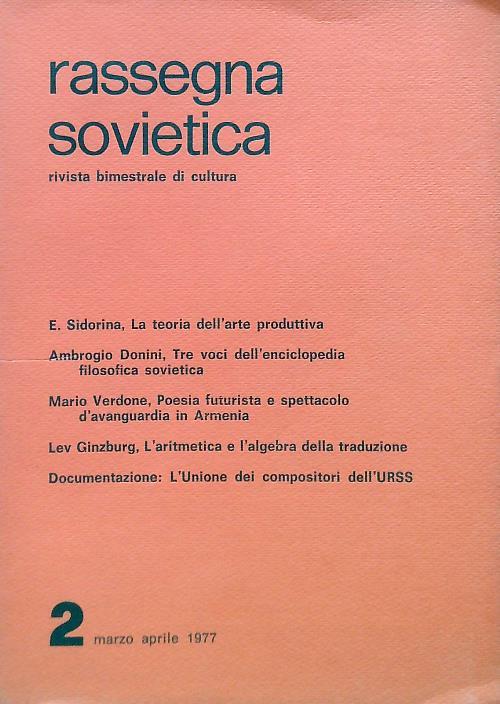 rassegna
sovietica
rivista bimestrale di cultura
E. Sidorina, La teoria dell'arte produttiva
Ambrogio Donini, Tre voci dell'enciclopedia
filosofica sovietica
Mario Verdone, Poesia futurista e spettacolo
d'avanguardia in Armenia
Lev Ginzburg, L'aritmetica e l'algebra della traduzione
Documentazione: L'Unione dei compositori dell'URSS
2 marzo aprile 1977